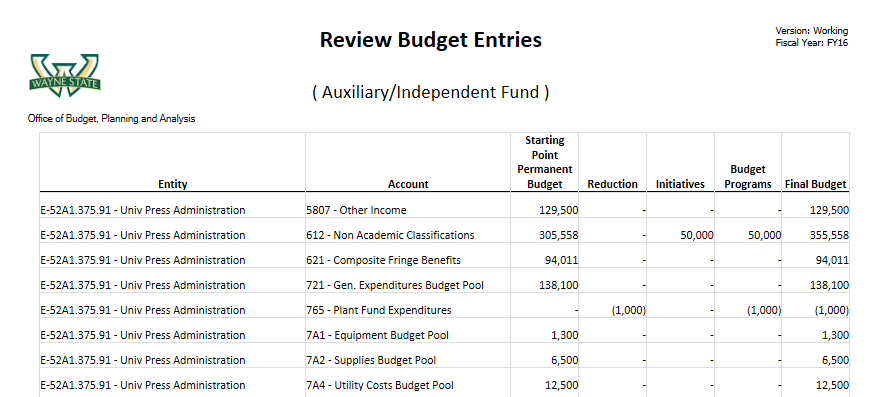 Review Budget Entries
Version: Working
Fiscal Year: FY16
WAYNE STATE
( Auxiliary/Independent Fund )
Office of Budget, Planning and Analysis
Entity Account Starting Point Permanent Budget Reduction Initiatives Budget Programs Final Budget
E-52A1.375.91 - Univ Press Administration 5807 - Other Income 129,500 - - - 129,500
E-52A1.375.91 - Univ Press Administration 612 - Non Academic Classifications 305,558 - 50,000 50,000 355,558
E-52A1.375.91 - Univ Press Administration 621 - Composite Fringe Benefits 94,011 - - - 94,011
E-52A1.375.91 - Univ Press Administration 721 - Gen. Expenditures Budget Pool 138,100 - - - 138,100
E-52A1.375.91 - Univ Press Administration 765 - Plant Fund Expenditures - (1,000) - (1,000) (1,000)
E-52A1.375.91 - Univ Press Administration 7A1 - Equipment Budget Pool 1,300 - - - 1,300
E-52A1.375.91 - Univ Press Administration 7A2 - Supplies Budget Pool 6,500 - - - 6,500
E-52A1.375.91 - Univ Press Administration 7A4 - Utility Costs Budget Pool 12,500 - - - 12,500